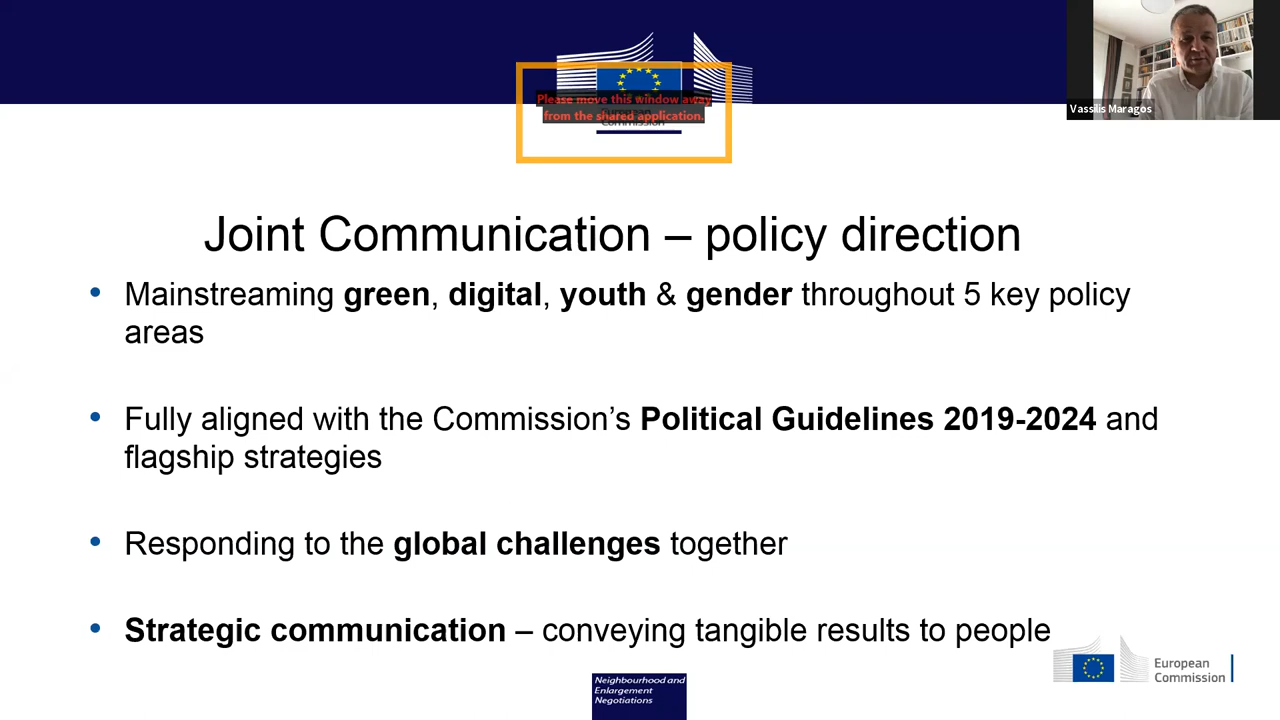 Please move this window away
from the shared application.
European
Commission
Vassilis Maragos
Joint Communication – policy direction
• Mainstreaming green, digital, youth & gender throughout 5 key policy
areas
• Fully aligned with the Commission’s Political Guidelines 2019-2024 and
flagship strategies
• Responding to the global challenges together
• Strategic communication – conveying tangible results to people
European
Commission
Neighbourhood and
Enlargement
Negotiations